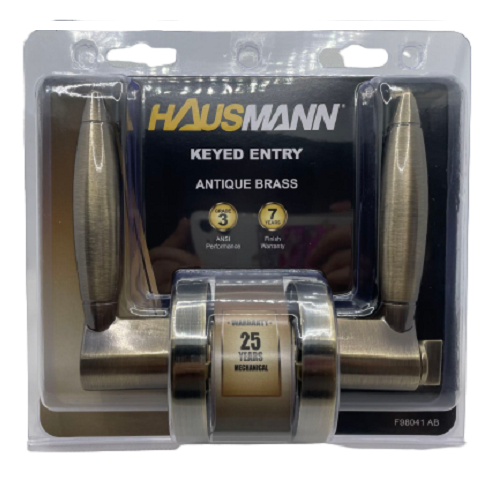 HAUSMANN
KEYED ENTRY
ANTIQUE BRASS
GRADE
3
ANSI
Performance
7
YEARS
Finish
Warranty
WARRANTY
25
YEARS
MECHANICAL
F98041 AB